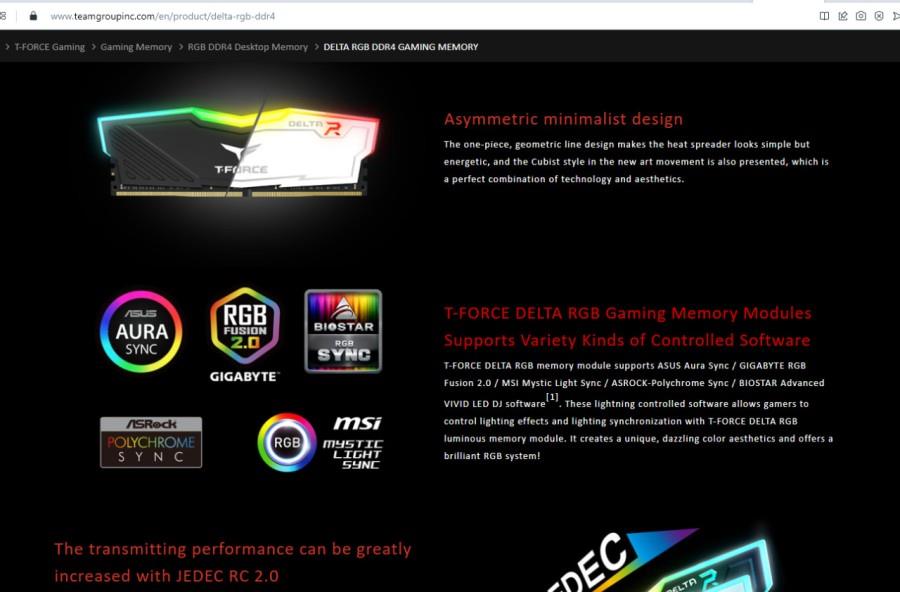 www.teamgroupinc.com/en/product/delta-rgb-ddr4
> T-FORCE Gaming > Gaming Memory > RGB DDR4 Desktop Memory > DELTA RGB DDR4 GAMING MEMORY
DELTA R
T-FORCE
Asymmetric minimalist design
The one-piece, geometric line design makes the heat spreader looks simple but
energetic, and the Cubist style in the new art movement is also presented, which is
a perfect combination of technology and aesthetics.
ASUS
AURA
SYNC
RGB
FUSION
2.0
GIGABYTE™
BIOSTAR
RGB
SYNC
ASRock
POLYCHROME
SYNC
RGB
msi
MYSTIC
LIGHT
SYNC
T-FORCE DELTA RGB Gaming Memory Modules
Supports Variety Kinds of Controlled Software
T-FORCE DELTA RGB memory module supports ASUS Aura Sync / GIGABYTE RGB
Fusion 2.0 / MSI Mystic Light Sync / ASROCK-Polychrome Sync / BIOSTAR Advanced
VIVID LED DJ software[1]. These lightning controlled software allows gamers to
control lighting effects and lighting synchronization with T-FORCE DELTA RGB
luminous memory module. It creates a unique, dazzling color aesthetics and offers a
brilliant RGB system!
The transmitting performance can be greatly
increased with JEDEC RC 2.0
JEDEC
DELTA R